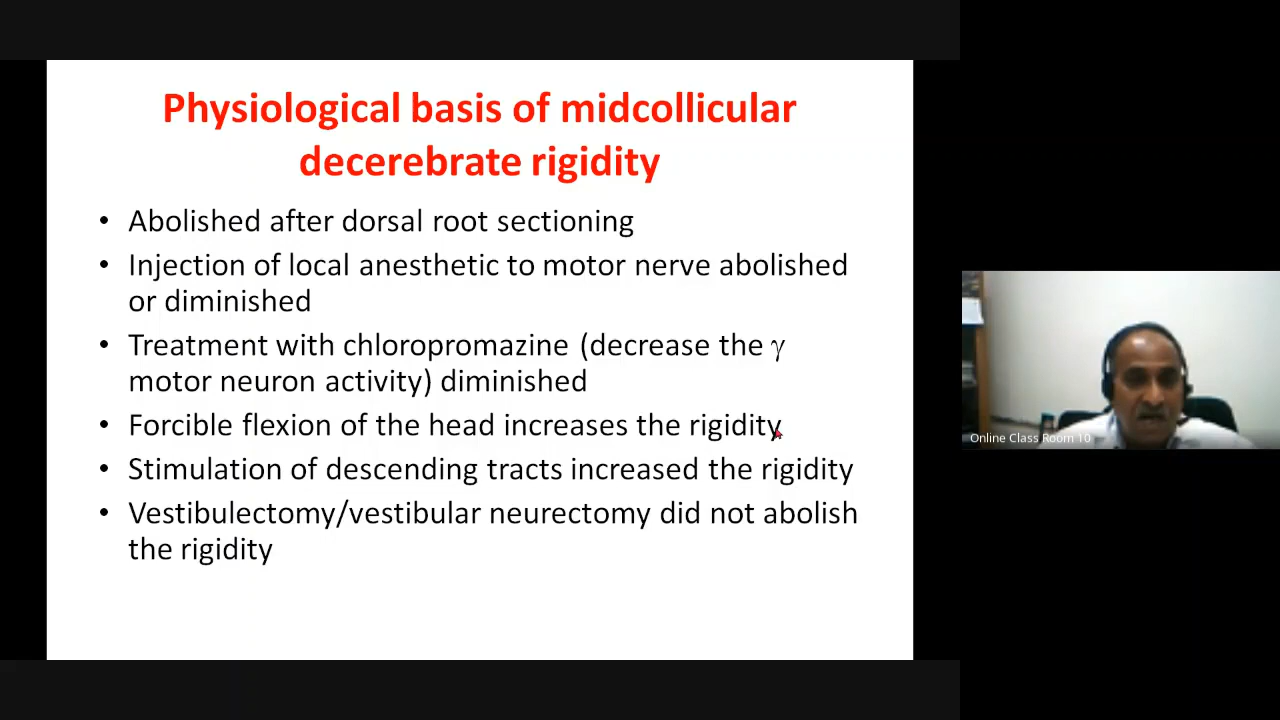 Physiological basis of midcollicular
decerebrate rigidity
• Abolished after dorsal root sectioning
• Injection of local anesthetic to motor nerve abolished
or diminished
• Treatment with chloropromazine (decrease the γ
motor neuron activity) diminished
• Forcible flexion of the head increases the rigidity
• Stimulation of descending tracts increased the rigidity
• Vestibulectomy/vestibular neurectomy did not abolish
the rigidity
Online Class Room 10